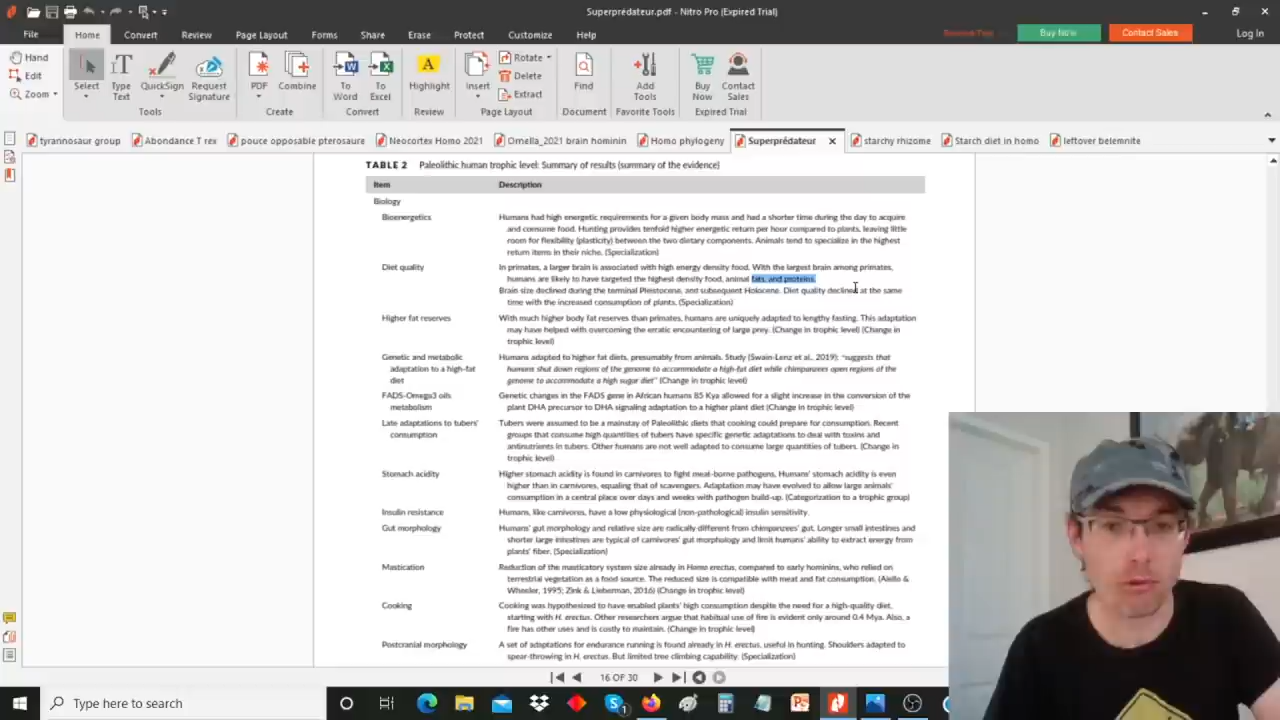 Superprédateur.pdf - Nitro Pro (Expired Trial)
File Home Convert Review Page Layout Forms Share Erase Protect Customize Help Buy Now Contact Sales Log In
Hand
Edit
Zoom
Select
Type Text
QuickSign
Request Signature
Tools
PDF
Combine
Create
To Word
To Excel
Convert
Highlight
Review
Insert
Rotate
Delete
Extract
Page Layout
Find
Document
Add Tools
Favorite Tools
Buy Now
Contact Sales
Expired Trial
tyrannosaur group Abondance T rex pouce opposable pterosaure Neocortex Homo 2021 Ornella_2021 brain hominin Homo phylogeny Superprédateur starchy rhizome Starch diet in homo leftover belemnite
TABLE 2 Paleolithic human trophic level: Summary of results (summary of the evidence)
Item Description
Biology
Bioenergetics Humans had high energetic requirements for a given body mass and had a shorter time during the day to acquire
and consume food. Hunting provides tenfold higher energetic return per hour compared to plants, leaving little
room for flexibility (plasticity) between the two dietary components. Animals tend to specialize in the highest
return items in their niche. (Specialization)
Diet quality In primates, a larger brain is associated with high energy density food. With the largest brain among primates,
humans are likely to have targeted the highest density food, animal fats, and proteins.
Brain size declined during the terminal Pleistocene, and subsequent Holocene. Diet quality declined at the same
time with the increased consumption of plants. (Specialization)
Higher fat reserves With much higher body fat reserves than primates, humans are uniquely adapted to lengthy fasting. This adaptation
may have helped with overcoming the erratic encountering of large prey. (Change in trophic level) (Change in
trophic level)
Genetic and metabolic Humans adapted to higher fat diets, presumably from animals. Study (Swain-Lenz et al., 2019): "suggests that
adaptation to a high-fat humans shut down regions of the genome to accommodate a high-fat diet while chimpanzees open regions of the
diet genome to accommodate a high sugar diet" (Change in trophic level)
FADS-Omega3 oils Genetic changes in the FADS gene in African humans 85 Kya allowed for a slight increase in the conversion of the
metabolism plant DHA precursor to DHA signaling adaptation to a higher plant diet (Change in trophic level)
Late adaptations to tubers' Tubers were assumed to be a mainstay of Paleolithic diets that cooking could prepare for consumption. Recent
consumption groups that consume high quantities of tubers have specific genetic adaptations to deal with toxins and
antinutrients in tubers. Other humans are not well adapted to consume large quantities of tubers. (Change in
trophic level)
Stomach acidity Higher stomach acidity is found in carnivores to fight meat-borne pathogens. Humans' stomach acidity is even
higher than in carnivores, equaling that of scavengers. Adaptation may have evolved to allow large animals'
consumption in a central place over days and weeks with pathogen build-up. (Categorization to a trophic group)
Insulin resistance Humans, like carnivores, have a low physiological (non-pathological) insulin sensitivity.
Gut morphology Humans' gut morphology and relative size are radically different from chimpanzees' gut. Longer small intestines and
shorter large intestines are typical of carnivores' gut morphology and limit humans' ability to extract energy from
plants' fiber. (Specialization)
Mastication Reduction of the masticatory system size already in Homo erectus, compared to early hominins, who relied on
terrestrial vegetation as a food source. The reduced size is compatible with meat and fat consumption. (Aiello &
Wheeler, 1995; Zink & Lieberman, 2016) (Change in trophic level)
Cooking Cooking was hypothesized to have enabled plants' high consumption despite the need for a high-quality diet,
starting with H. erectus. Other researchers argue that habitual use of fire is evident only around 0.4 Mya. Also, a
fire has other uses and is costly to maintain. (Change in trophic level)
Postcranial morphology A set of adaptations for endurance running is found already in H. erectus, useful in hunting. Shoulders adapted to
spear-throwing in H. erectus. But limited tree climbing capability. (Specialization)
16 OF 30
Type here to search